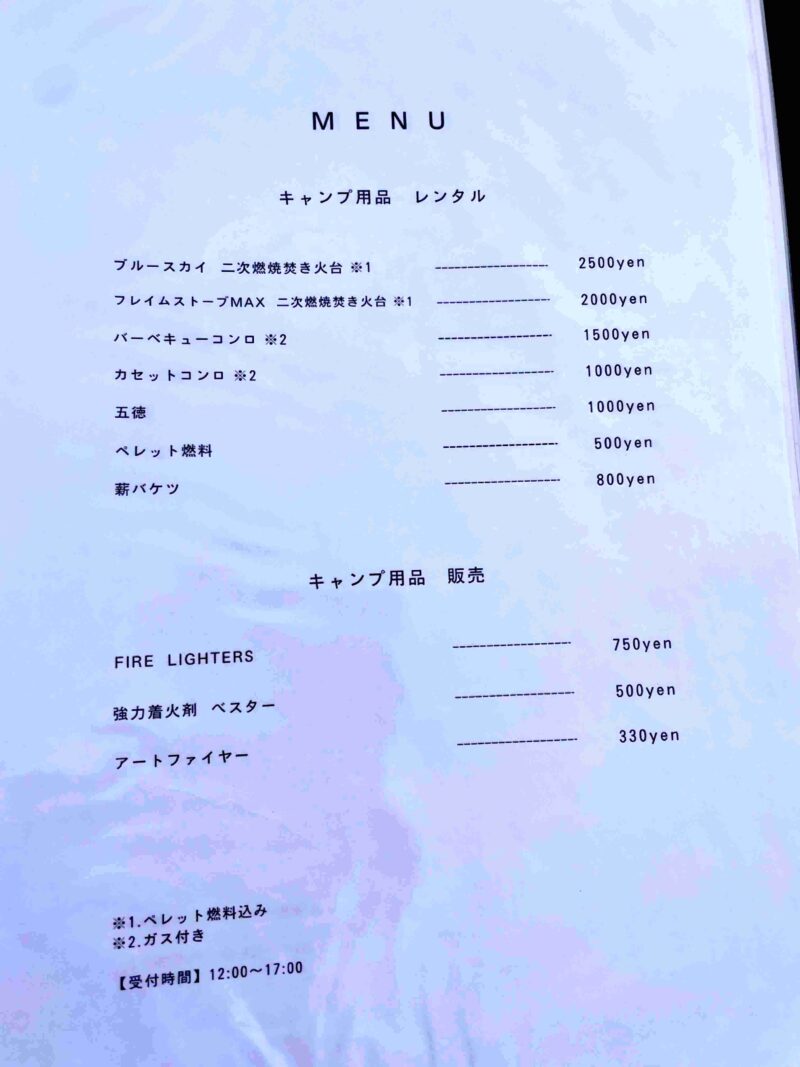 MENU
キャンプ用品 レンタル
ブルースカイ 二次燃焼焚き火台 ※1 ---------- 2500yen
フレイムストーブMAX 二次燃焼焚き火台 ※1 ---------- 2000yen
バーベキューコンロ ※2 ---------- 1500yen
カセットコンロ ※2 ---------- 1000yen
五徳 ---------- 1000yen
ペレット燃料 ---------- 500yen
薪バケツ ---------- 800yen
キャンプ用品 販売
FIRE LIGHTERS ---------- 750yen
強力着火剤 ベスター ---------- 500yen
アートファイヤー ---------- 330yen
※1.ペレット燃料込み
※2.ガス付き
【受付時間】12:00～17:00